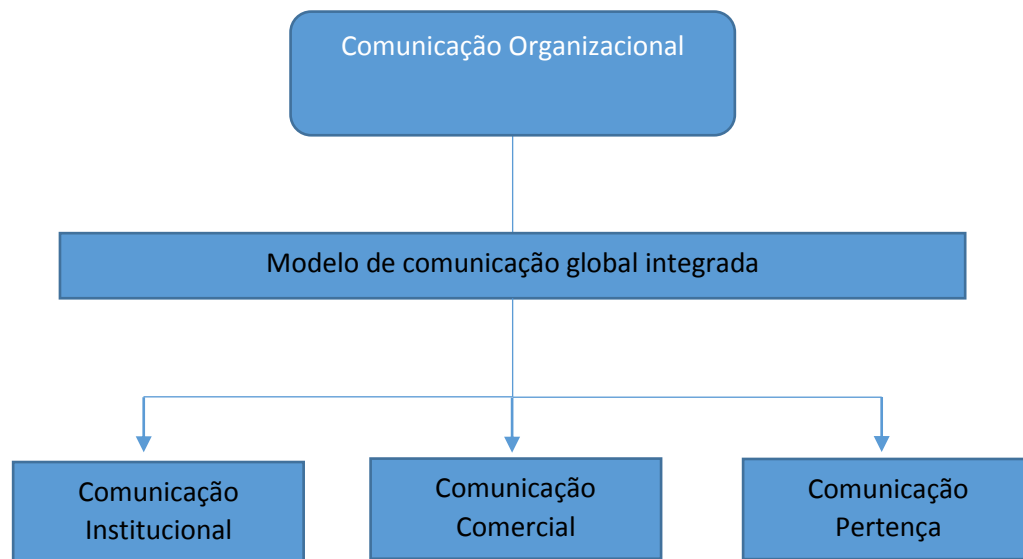 Comunicação Organizacional
Modelo de comunicação global integrada
Comunicação
Institucional
Comunicação
Comercial
Comunicação
Pertença